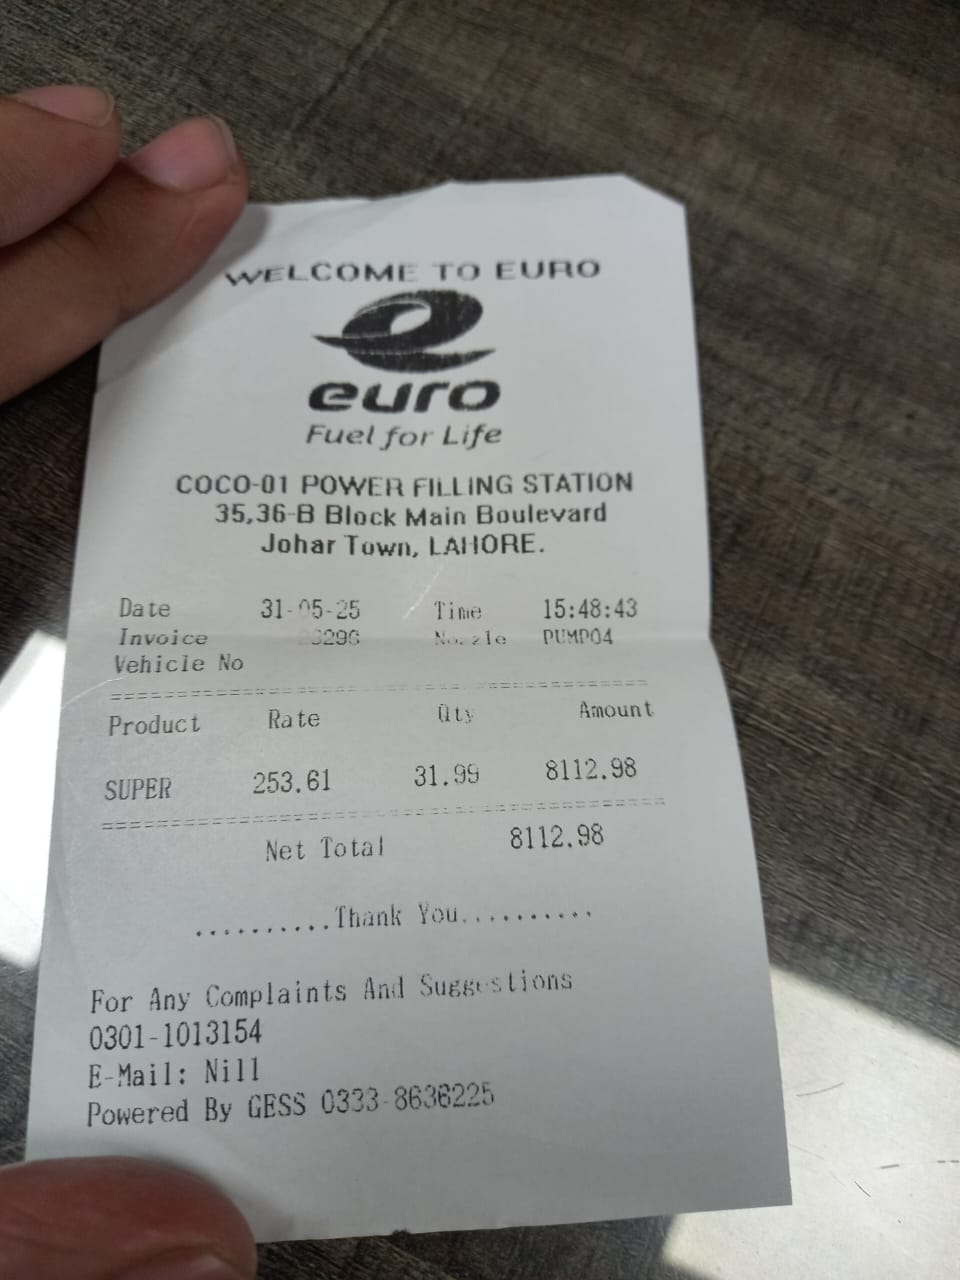 WELCOME TO EURO
euro
Fuel for Life
COCO-01 POWER FILLING STATION
35,36-B Block Main Boulevard
Johar Town, LAHORE.
Date 31-05-25 Time 15:48:43
Invoice Nozzle PUMP04
Vehicle No
Product Rate Qty Amount
SUPER 253.61 31.99 8112.98
Net Total 8112.98
..........Thank You..........
For Any Complaints And Suggestions
0301-1013154
E-Mail: Nill
Powered By GESS 0333-8636225